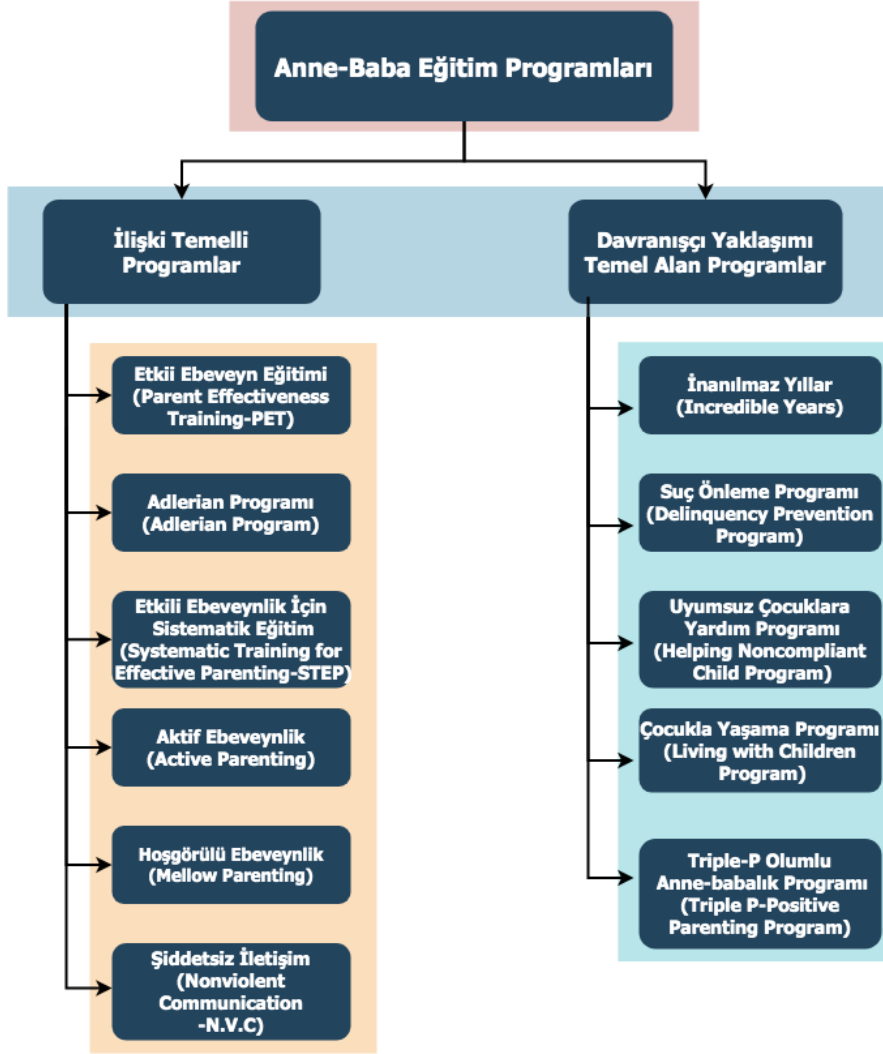 Anne-Baba Eğitim Programları
İlişki Temelli
Programlar
Etkii Ebeveyn Eğitimi
(Parent Effectiveness
Training-PET)
Adlerian Programı
(Adlerian Program)
Etkili Ebeveynlik İçin
Sistematik Eğitim
(Systematic Training for
Effective Parenting-STEP)
Aktif Ebeveynlik
(Active Parenting)
Hoşgörülü Ebeveynlik
(Mellow Parenting)
Şiddetsiz İletişim
(Nonviolent
Communication
-N.V.C)
Davranışçı Yaklaşımı
Temel Alan Programlar
İnanılmaz Yıllar
(Incredible Years)
Suç Önleme Programı
(Delinquency Prevention
Program)
Uyumsuz Çocuklara
Yardım Programı
(Helping Noncompliant
Child Program)
Çocukla Yaşama Programı
(Living with Children
Program)
Triple-P Olumlu
Anne-babalık Programı
(Triple P-Positive
Parenting Program)